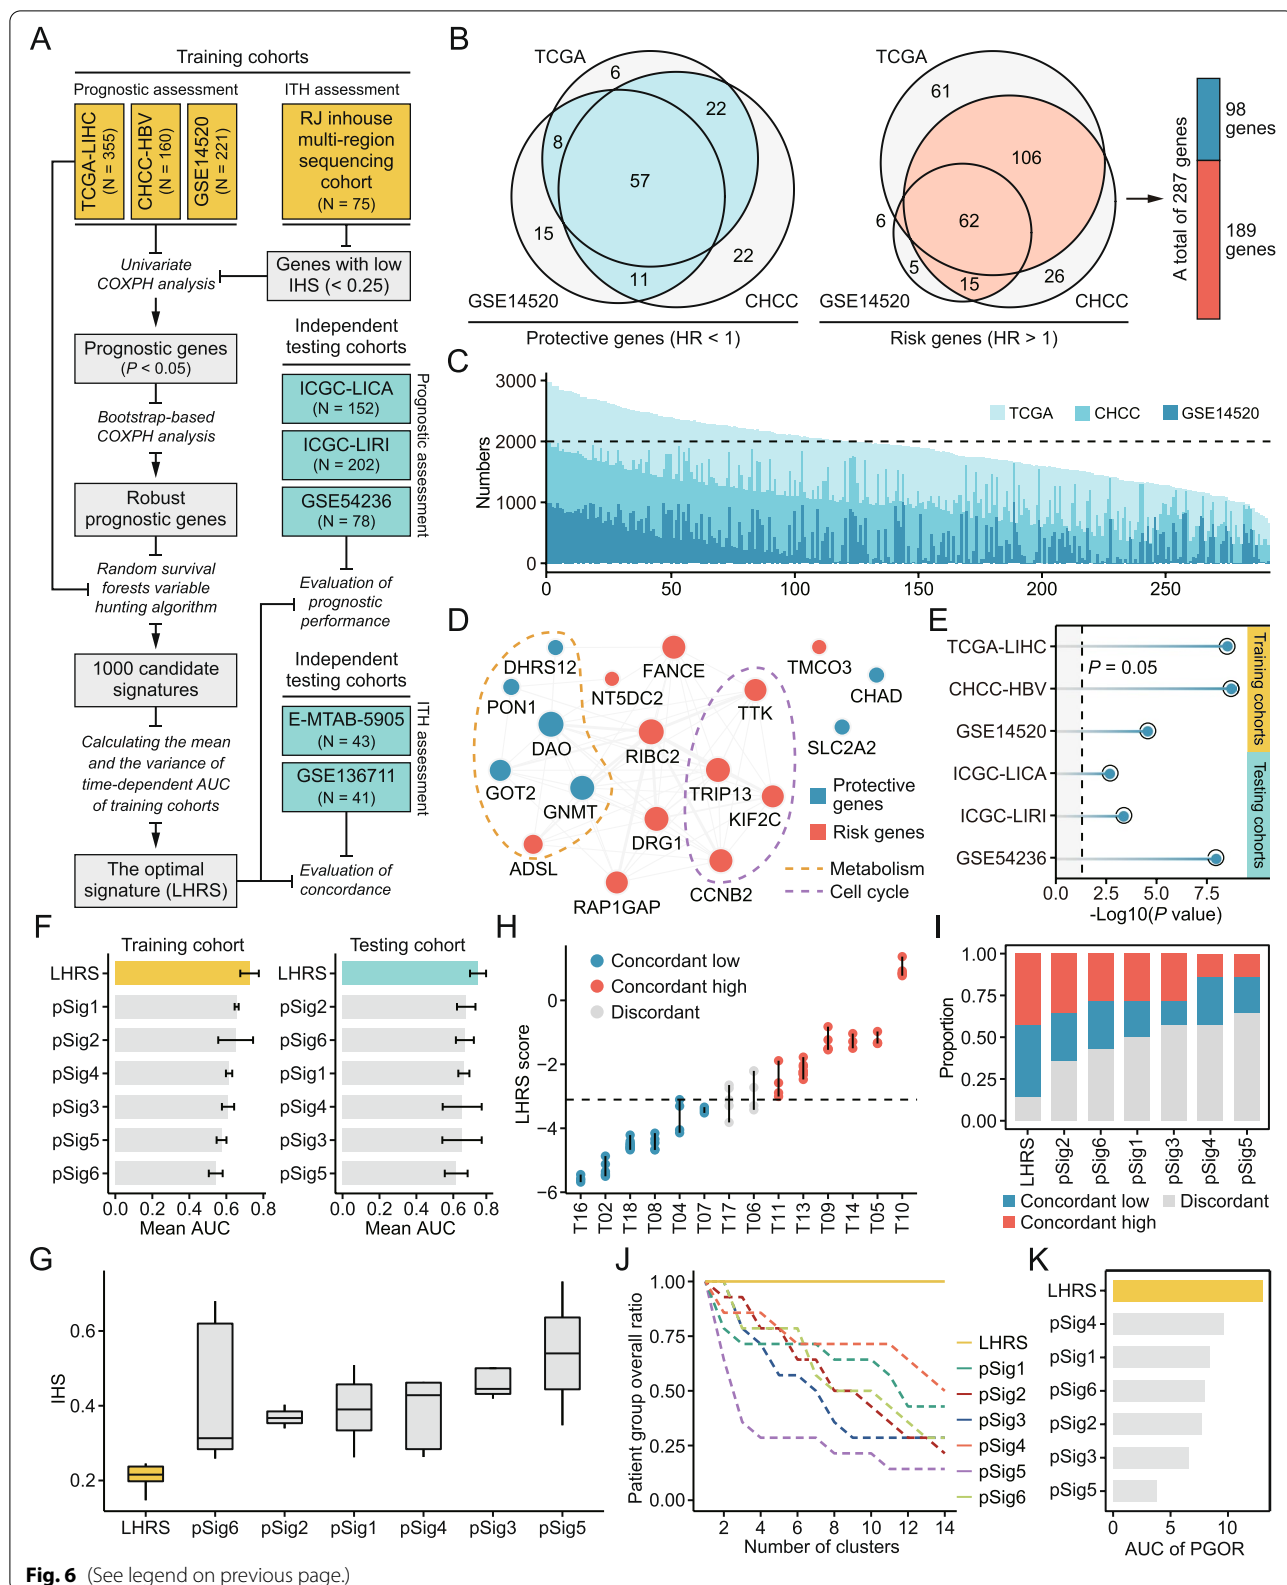 A
Training cohorts
Prognostic assessment
ITH assessment
TCGA-LIHC
(N = 355)
CHCC-HBV
(N = 160)
GSE14520
(N = 221)
RJ inhouse
multi-region
sequencing
cohort
(N = 75)
Univariate
COXPH analysis
Genes with low
IHS (< 0.25)
Prognostic genes
(P < 0.05)
Bootstrap-based
COXPH analysis
Robust
prognostic genes
Random survival
forests variable
hunting algorithm
1000 candidate
signatures
Calculating the mean
and the variance of
time-dependent AUC
of training cohorts
The optimal
signature (LHRS)
Independent
testing cohorts
ICGC-LICA
(N = 152)
ICGC-LIRI
(N = 202)
GSE54236
(N = 78)
Prognostic assessment
Evaluation of
prognostic
performance
Independent
testing cohorts
E-MTAB-5905
(N = 43)
GSE136711
(N = 41)
ITH assessment
Evaluation of
concordance
B
TCGA
6
22
8
57
15
22
11
GSE14520
CHCC
Protective genes (HR < 1)
TCGA
61
106
62
6
5
15
26
GSE14520
CHCC
Risk genes (HR > 1)
A total of 287 genes
98
genes
189
genes
C
Numbers
3000
2000
1000
0
TCGA
CHCC
GSE14520
0
50
100
150
200
250
D
DHRS12
PON1
DAO
GOT2
GNMT
ADSL
NT5DC2
FANCE
RIBC2
DRG1
RAP1GAP
TTK
TRIP13
KIF2C
CCNB2
TMCO3
CHAD
SLC2A2
Protective
genes
Risk genes
Metabolism
Cell cycle
E
TCGA-LIHC
CHCC-HBV
GSE14520
ICGC-LICA
ICGC-LIRI
GSE54236
P = 0.05
Training cohorts
Testing cohorts
0
2.5
5.0
7.5
-Log10(P value)
F
Training cohort
LHRS
pSig1
pSig2
pSig4
pSig3
pSig5
pSig6
0.0
0.2
0.4
0.6
0.8
Mean AUC
Testing cohort
LHRS
pSig2
pSig6
pSig1
pSig4
pSig3
pSig5
0.0
0.2
0.4
0.6
0.8
Mean AUC
H
Concordant low
Concordant high
Discordant
LHRS score
0
−2
−4
−6
T16
T02
T18
T08
T04
T07
T17
T06
T11
T13
T09
T14
T05
T10
I
Proportion
1.00
0.75
0.50
0.25
0.00
LHRS
pSig2
pSig6
pSig1
pSig3
pSig4
pSig5
Concordant low
Discordant
Concordant high
G
IHS
0.6
0.4
0.2
LHRS
pSig6
pSig2
pSig1
pSig4
pSig3
pSig5
J
Patient group overall ratio
1.00
0.75
0.50
0.25
0.00
2
4
6
8
10
12
14
Number of clusters
LHRS
pSig1
pSig2
pSig3
pSig4
pSig5
pSig6
K
LHRS
pSig4
pSig1
pSig6
pSig2
pSig3
pSig5
0
5
10
AUC of PGOR
Fig. 6 (See legend on previous page.)